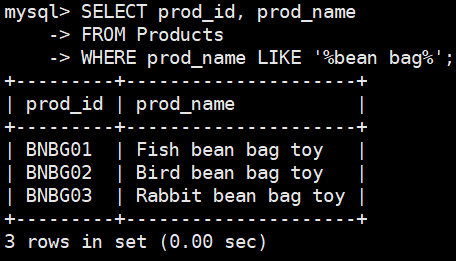 mysql> SELECT prod_id, prod_name
    -> FROM Products
    -> WHERE prod_name LIKE '%bean bag%';
+---------+--------------------+
| prod_id | prod_name          |
+---------+--------------------+
| BNBG01  | Fish bean bag toy  |
| BNBG02  | Bird bean bag toy  |
| BNBG03  | Rabbit bean bag toy |
+---------+--------------------+
3 rows in set (0.00 sec)